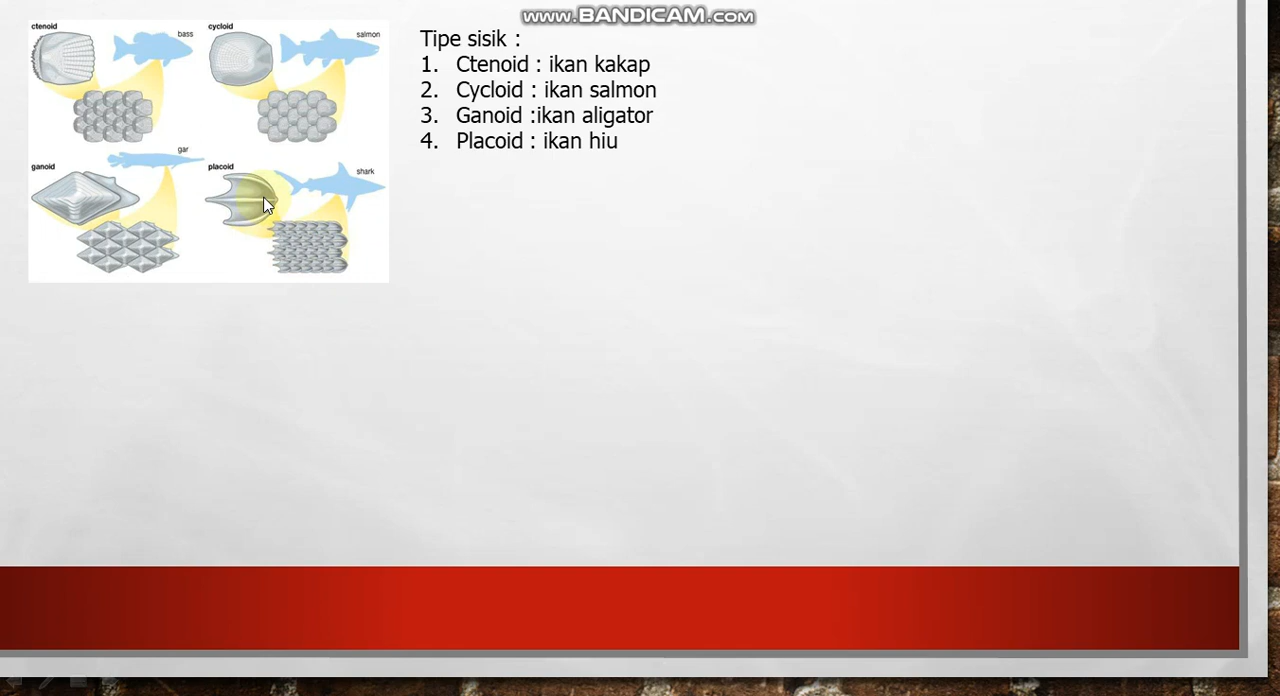 www.BANDICAM.com
ctenoid
bass
cycloid
salmon
gar
ganoid
placoid
shark
Tipe sisik :
1. Ctenoid : ikan kakap
2. Cycloid : ikan salmon
3. Ganoid :ikan aligator
4. Placoid : ikan hiu